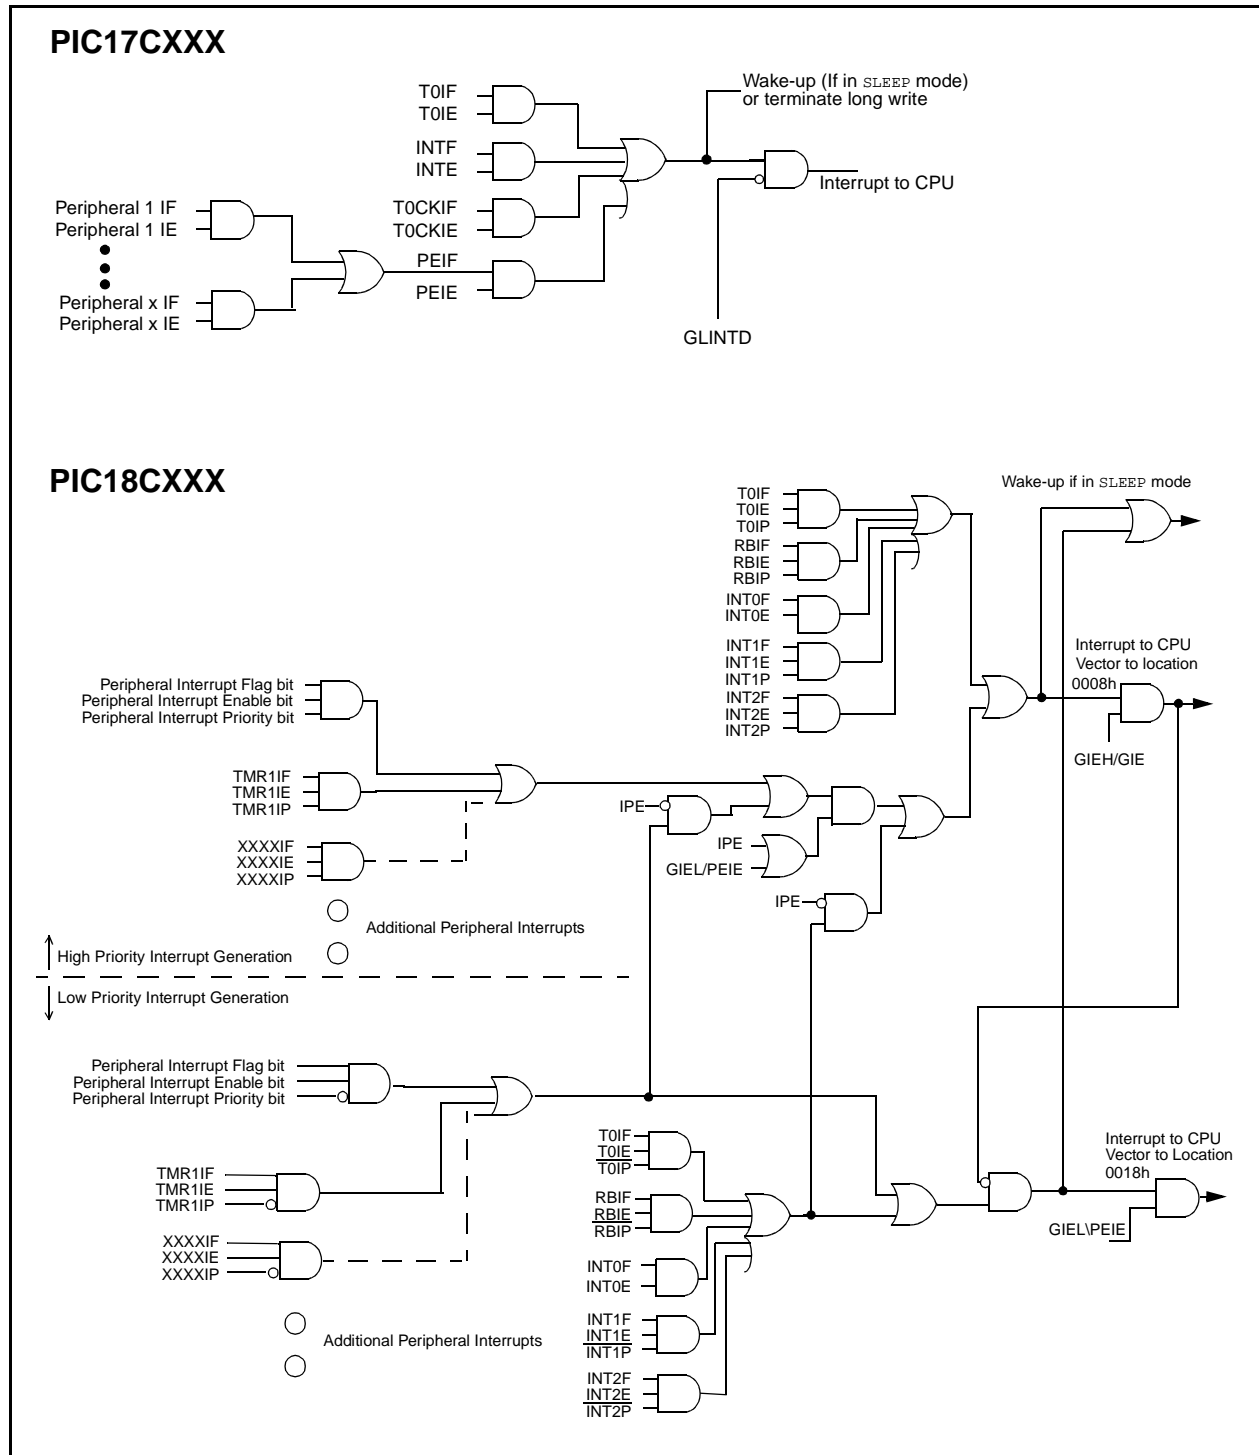 PIC17CXXX
T0IF
T0IE
INTF
INTE
T0CKIF
T0CKIE
PEIF
PEIE
Peripheral 1 IF
Peripheral 1 IE
Peripheral x IF
Peripheral x IE
Wake-up (If in SLEEP mode)
or terminate long write
Interrupt to CPU
GLINTD
PIC18CXXX
T0IF
T0IE
T0IP
RBIF
RBIE
RBIP
INT0F
INT0E
INT1F
INT1E
INT1P
INT2F
INT2E
INT2P
Wake-up if in SLEEP mode
Interrupt to CPU
Vector to location
0008h
GIEH/GIE
Peripheral Interrupt Flag bit
Peripheral Interrupt Enable bit
Peripheral Interrupt Priority bit
TMR1IF
TMR1IE
TMR1IP
XXXXIF
XXXXIE
XXXXIP
IPE
IPE
GIEL/PEIE
IPE
Additional Peripheral Interrupts
High Priority Interrupt Generation
Low Priority Interrupt Generation
Peripheral Interrupt Flag bit
Peripheral Interrupt Enable bit
Peripheral Interrupt Priority bit
TMR1IF
TMR1IE
TMR1IP
XXXXIF
XXXXIE
XXXXIP
Additional Peripheral Interrupts
T0IF
T0IE
T0IP
RBIF
RBIE
RBIP
INT0F
INT0E
INT1F
INT1E
INT1P
INT2F
INT2E
INT2P
Interrupt to CPU
Vector to Location
0018h
GIEL\PEIE